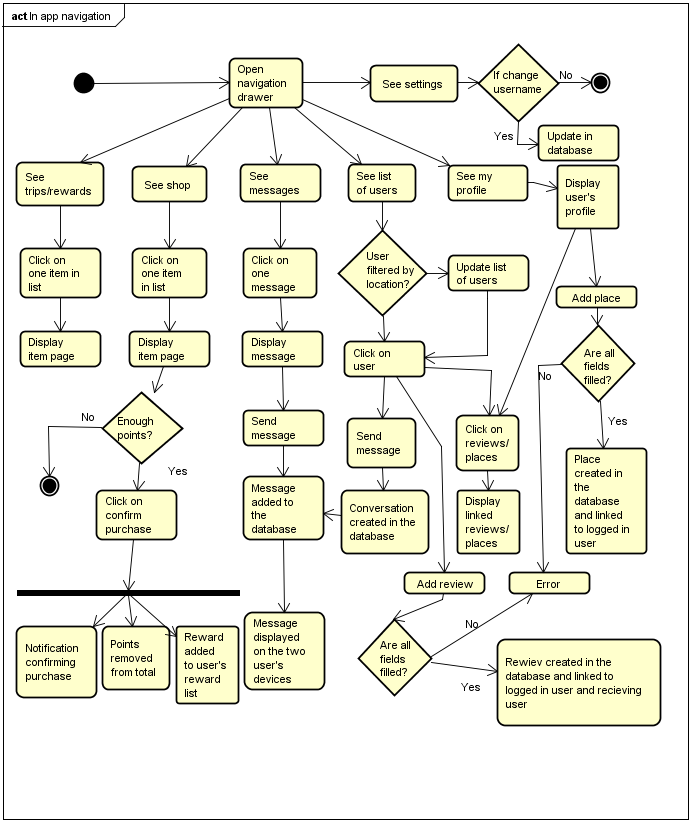 act In app navigation
Open
navigation
drawer
See settings
If change
username
No
Yes
Update in
database
See
trips/rewards
See shop
See
messages
See list
of users
See my
profile
Display
user's
profile
Click on
one item in
list
Click on
one item
in list
Click on
one
message
User
filtered by
location?
Update list
of users
Add place
Display
item page
Display
item page
Display
message
Click on
user
Are all
fields
filled?
No
Yes
No
Enough
points?
Yes
Send
message
Send
message
Click on
reviews/
places
Place
created in
the
database
and linked
to logged in
user
Click on
confirm
purchase
Message
added to
the
database
Conversation
created in the
database
Display
linked
reviews/
places
Add review
Error
Notification
confirming
purchase
Points
removed
from total
Reward
added
to user's
reward
list
Message
displayed
on the two
user's
devices
Are all
fields
filled?
No
Yes
Rewiev created in the
database and linked to
logged in user and recieving
user